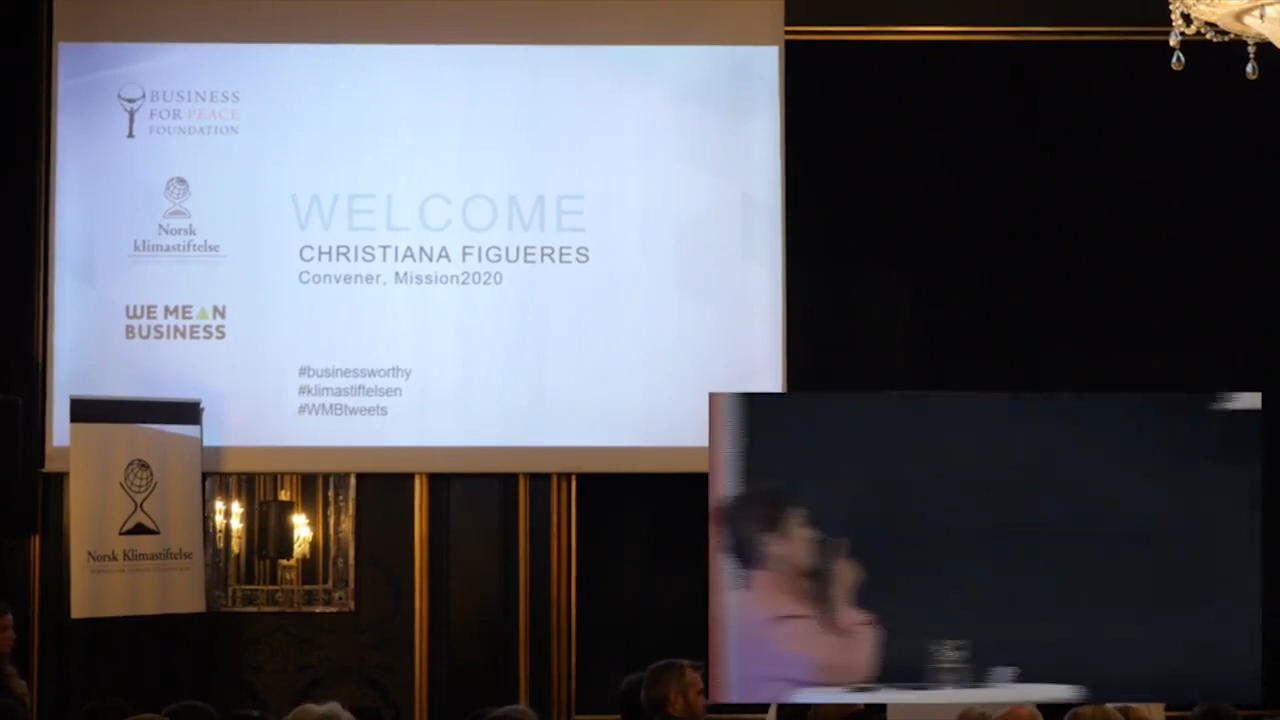 BUSINESS
FOR PEACE
FOUNDATION
Norsk
klimastiftelse
WE MEAN
BUSINESS
WELCOME
CHRISTIANA FIGUERES
Convener, Mission2020
#businessworthy
#klimastiftelsen
#WMBtweets
Norsk Klimastiftelse